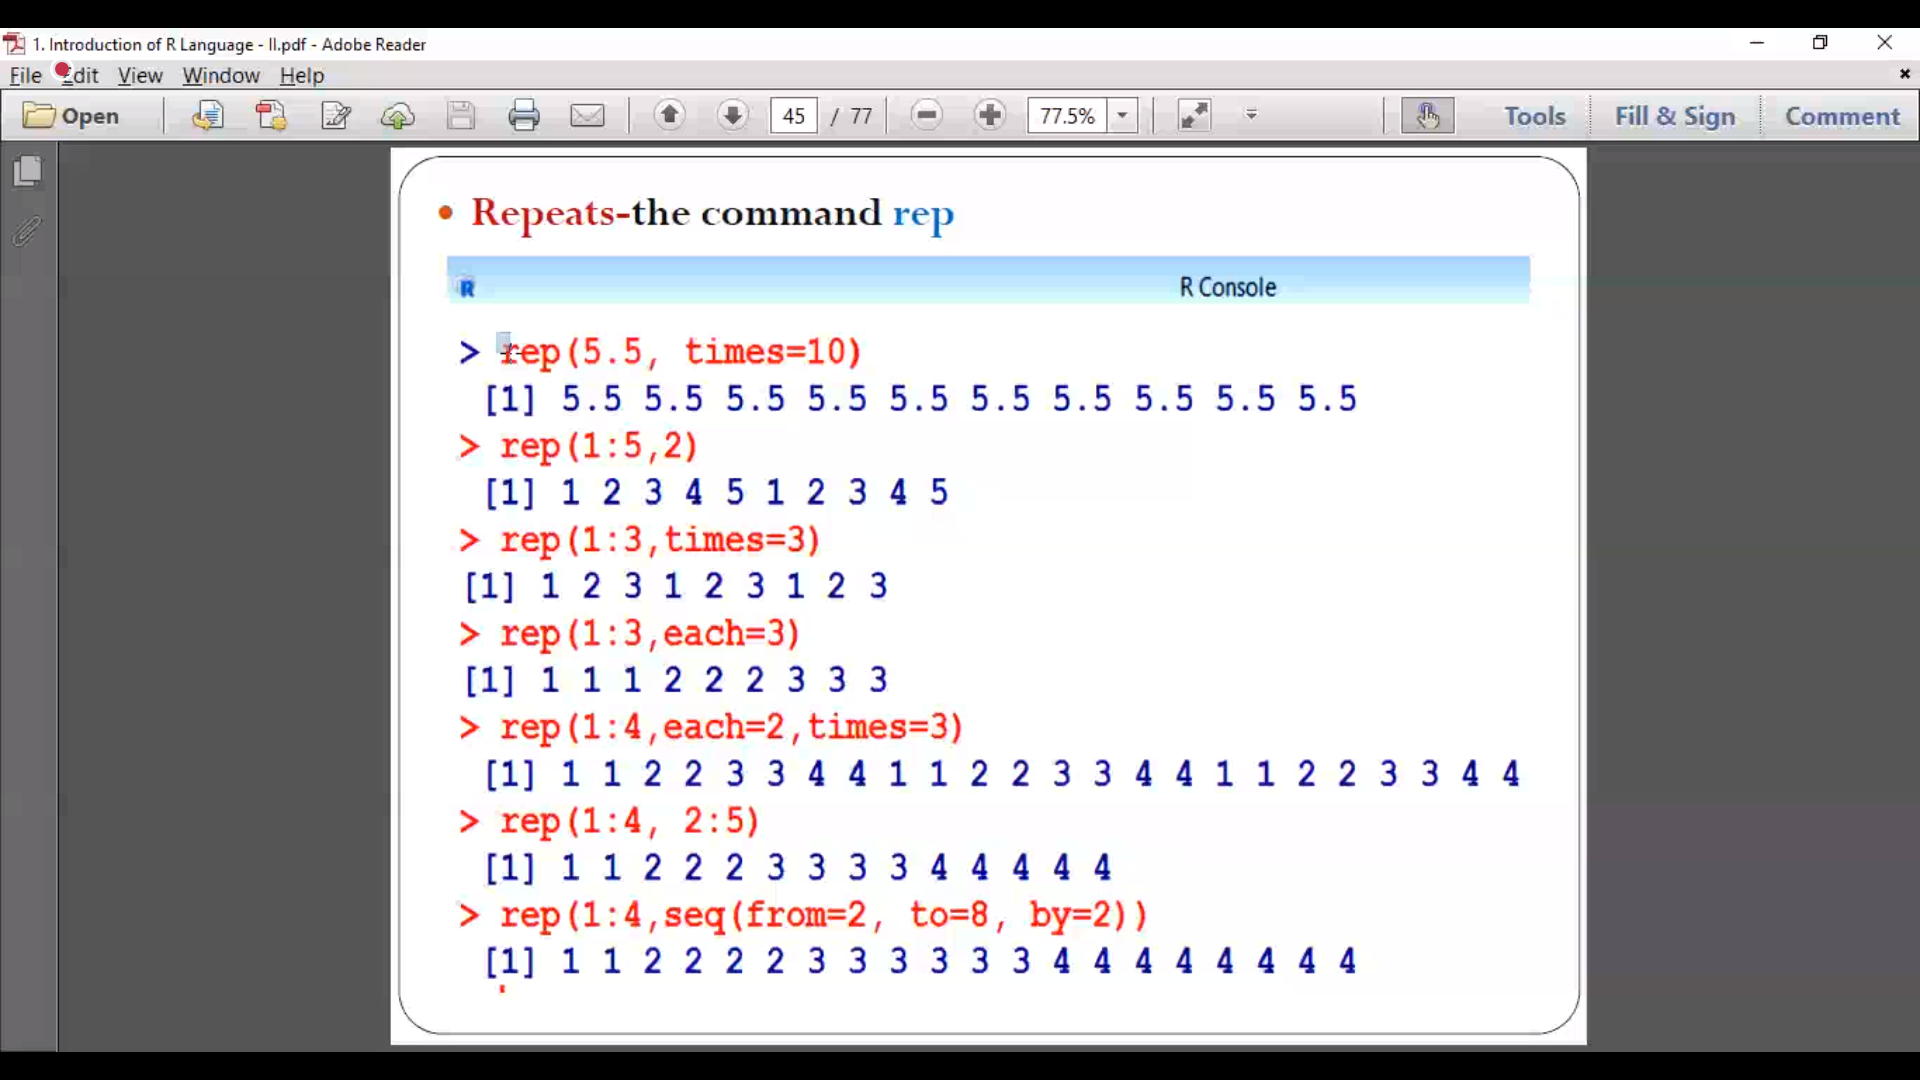 1. Introduction of R Language - II.pdf - Adobe Reader
File Edit View Window Help
Open 45 / 77 77.5% Tools Fill & Sign Comment
• Repeats-the command rep
R R Console
> rep(5.5, times=10)
[1] 5.5 5.5 5.5 5.5 5.5 5.5 5.5 5.5 5.5 5.5
> rep(1:5,2)
[1] 1 2 3 4 5 1 2 3 4 5
> rep(1:3,times=3)
[1] 1 2 3 1 2 3 1 2 3
> rep(1:3,each=3)
[1] 1 1 1 2 2 2 3 3 3
> rep(1:4,each=2,times=3)
[1] 1 1 2 2 3 3 4 4 1 1 2 2 3 3 4 4 1 1 2 2 3 3 4 4
> rep(1:4, 2:5)
[1] 1 1 2 2 2 3 3 3 3 4 4 4 4 4
> rep(1:4,seq(from=2, to=8, by=2))
[1] 1 1 2 2 2 2 3 3 3 3 3 3 4 4 4 4 4 4 4 4